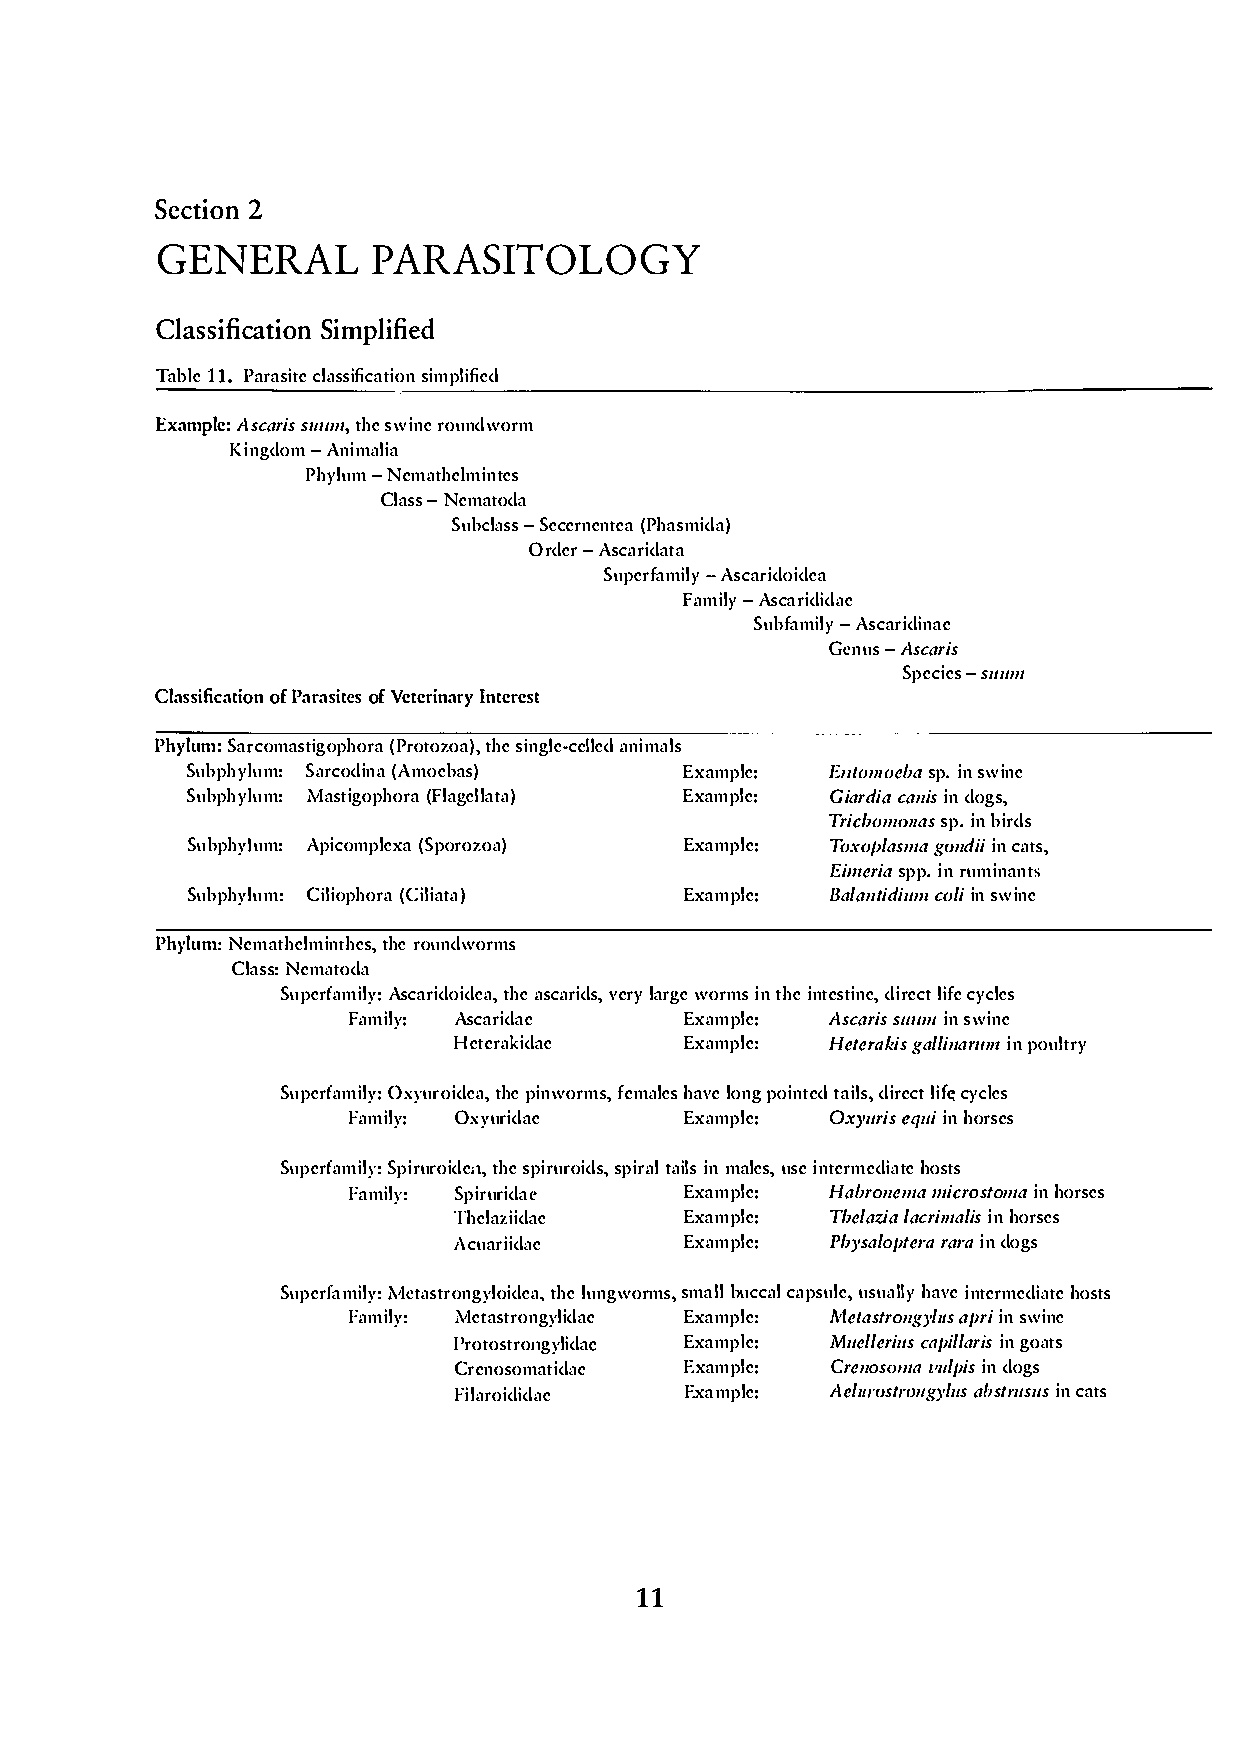 Section 2
GENERAL PARASITOLOGY
Classification Simplified
Table 11. Parasite classification simplified
Example: Ascaris suum, the swine roundworm
Kingdom – Animalia
Phylum – Nemathelmintes
Class – Nematoda
Subclass – Secernentea (Phasmida)
Order – Ascaridata
Superfamily – Ascaridoidea
Family – Ascarididae
Subfamily – Ascaridinae
Genus – Ascaris
Species – suum
Classification of Parasites of Veterinary Interest
Phylum: Sarcomastigophora (Protozoa), the single-celled animals
Subphylum: Sarcodina (Amoebas) Example: Entomoeba sp. in swine
Subphylum: Mastigophora (Flagellata) Example: Giardia canis in dogs,
Trichomonas sp. in birds
Subphylum: Apicomplexa (Sporozoa) Example: Toxoplasma gondii in cats,
Eimeria spp. in ruminants
Subphylum: Ciliophora (Ciliata) Example: Balantidium coli in swine
Phylum: Nemathelminthes, the roundworms
Class: Nematoda
Superfamily: Ascaridoidea, the ascarids, very large worms in the intestine, direct life cycles
Family: Ascaridae Example: Ascaris suum in swine
Heterakidae Example: Heterakis gallinarum in poultry
Superfamily: Oxyuroidea, the pinworms, females have long pointed tails, direct life cycles
Family: Oxyuridae Example: Oxyuris equi in horses
Superfamily: Spiruroidea, the spiruroids, spiral tails in males, use intermediate hosts
Family: Spiruridae Example: Habronema microstoma in horses
Thelaziidae Example: Thelazia lacrimalis in horses
Acuariidae Example: Physaloptera rara in dogs
Superfamily: Metastrongyloidea, the lungworms, small buccal capsule, usually have intermediate hosts
Family: Metastrongylidae Example: Metastrongylus apri in swine
Protostrongylidae Example: Muellerius capillaris in goats
Crenosomatidae Example: Crenosoma vulpis in dogs
Filaroididae Example: Aelurostrongylus abstrusus in cats
11